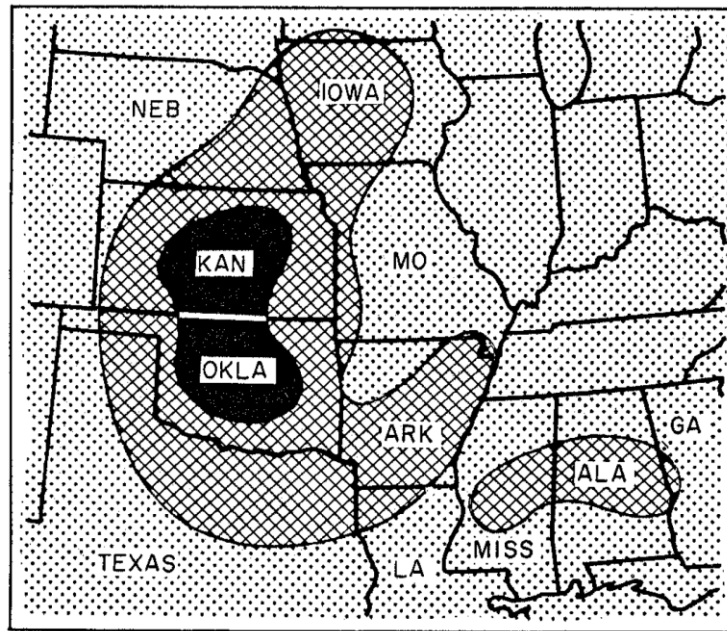 NEB
IOWA
KAN
MO
OKLA
ARK
GA
ALA
TEXAS
LA
MISS